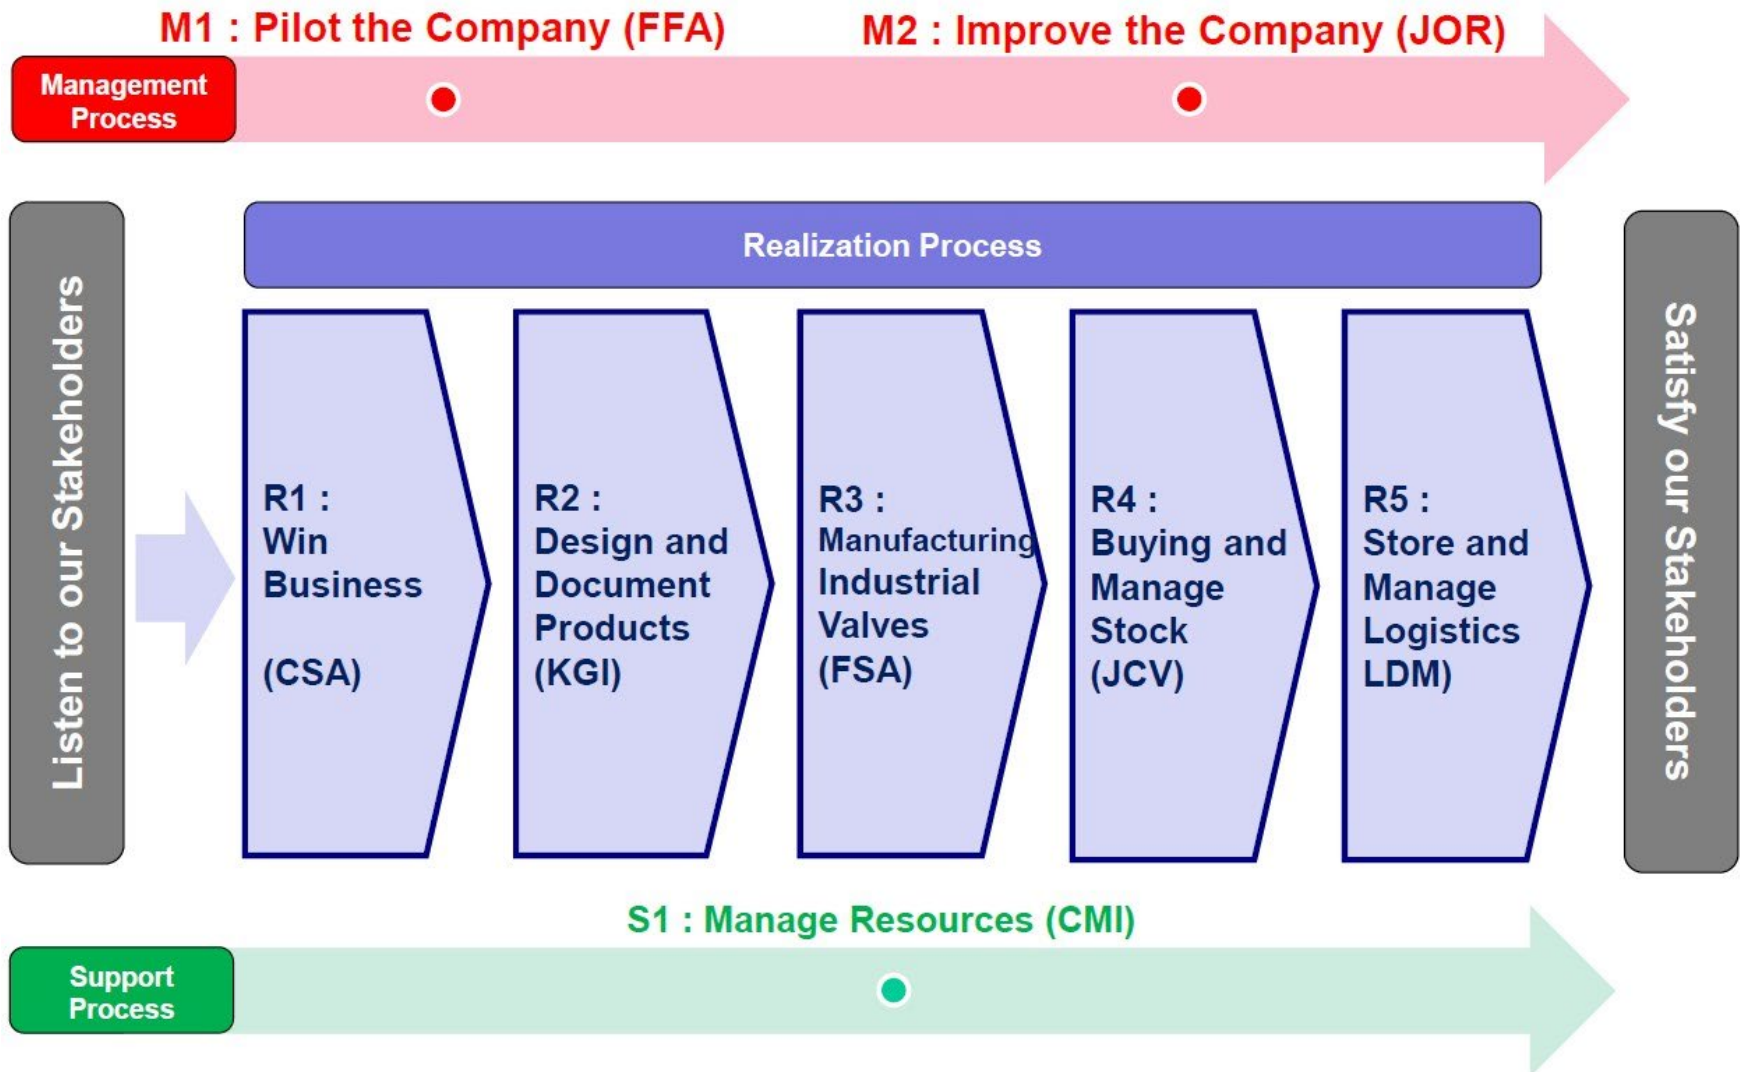 M1 : Pilot the Company (FFA)
M2 : Improve the Company (JOR)
Management
Process
Listen to our Stakeholders
Realization Process
R1 :
Win
Business
(CSA)
R2 :
Design and
Document
Products
(KGI)
R3 :
Manufacturing
Industrial
Valves
(FSA)
R4 :
Buying and
Manage
Stock
(JCV)
R5 :
Store and
Manage
Logistics
LDM)
Satisfy our Stakeholders
S1 : Manage Resources (CMI)
Support
Process